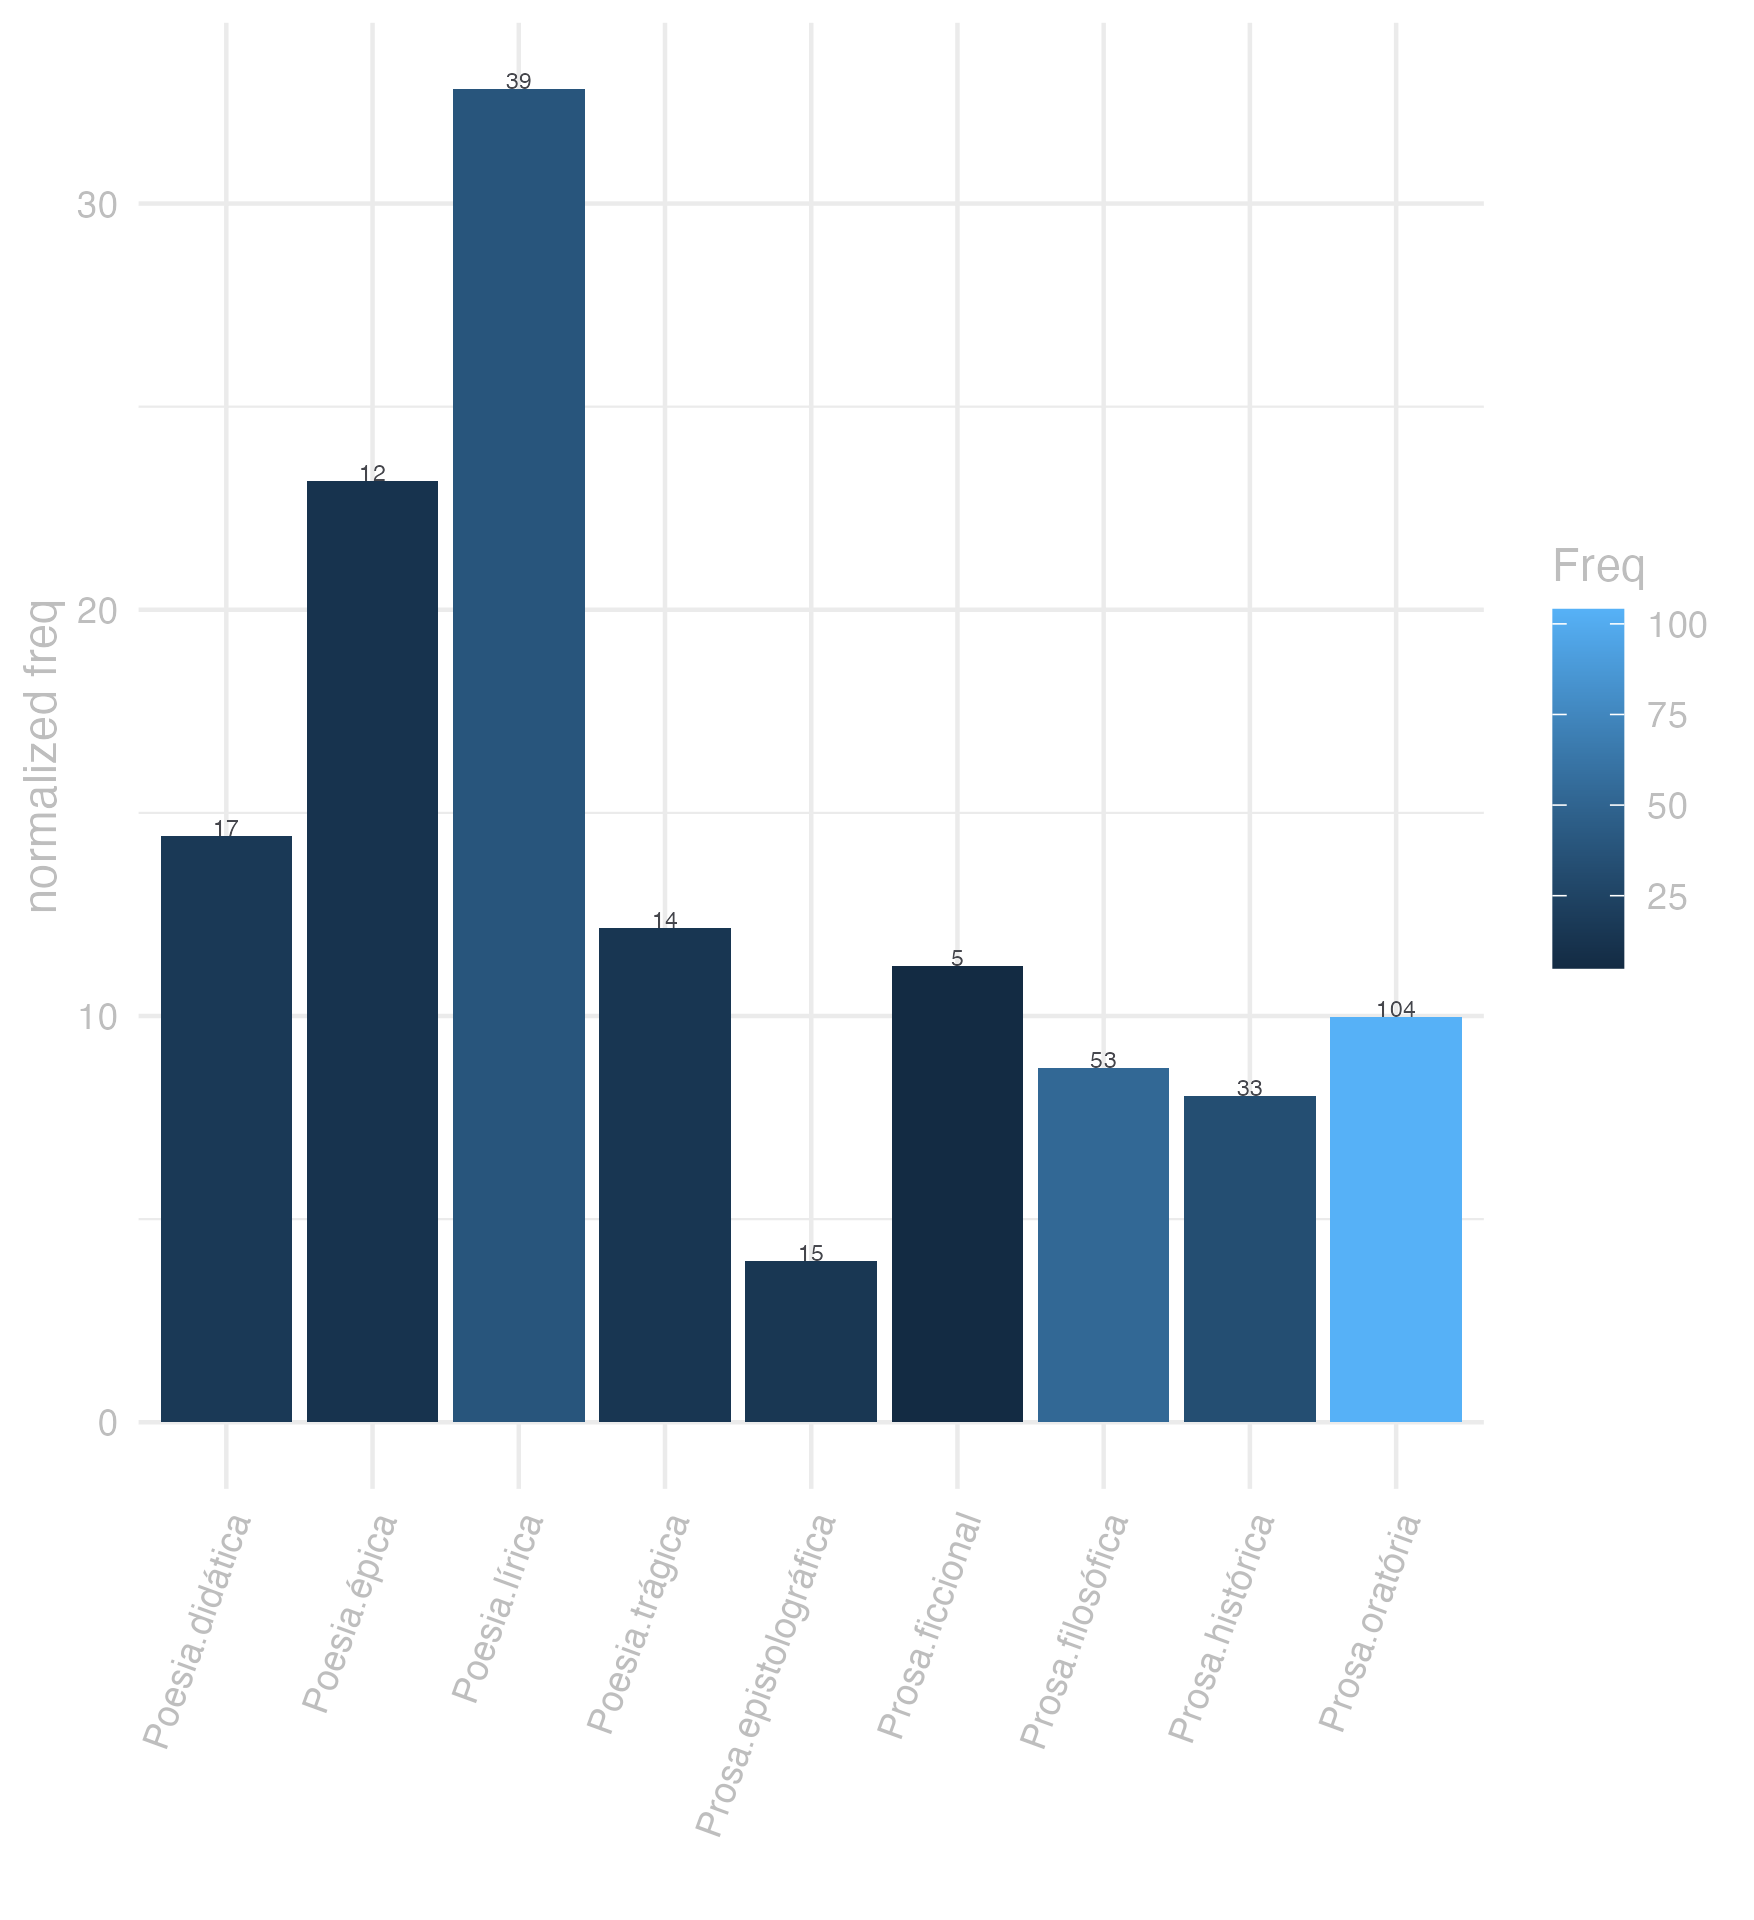 39
30
12
Freq
20
100
75
50
17
25
14
5
104
10
53
33
15
0
normalized freq
Poesia.didática
Poesia.épica
Poesia.lírica
Poesia.trágica
Prosa.epistolográfica
Prosa.ficcional
Prosa.filosófica
Prosa.histórica
Prosa.oratória